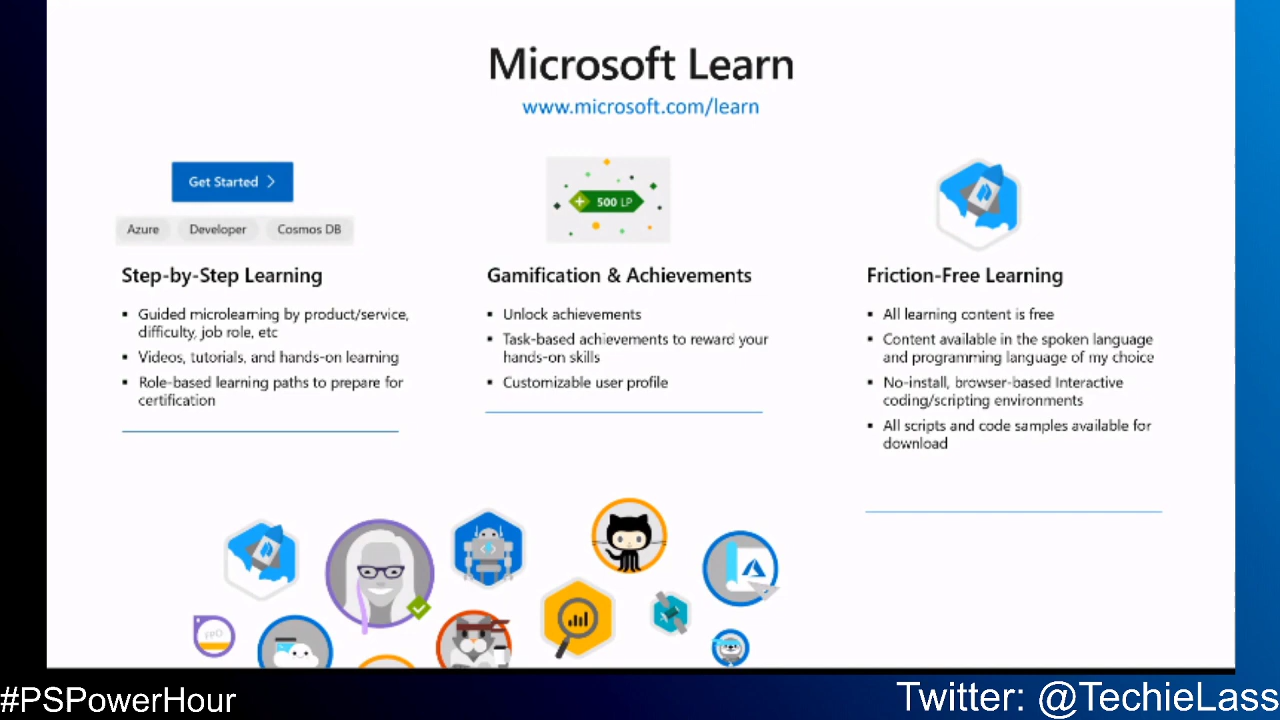 Microsoft Learn
www.microsoft.com/learn
Get Started
Azure Developer Cosmos DB
Step-by-Step Learning
▪ Guided microlearning by product/service,
difficulty, job role, etc
▪ Videos, tutorials, and hands-on learning
▪ Role-based learning paths to prepare for
certification
500 LP
Gamification & Achievements
▪ Unlock achievements
▪ Task-based achievements to reward your
hands-on skills
▪ Customizable user profile
Friction-Free Learning
▪ All learning content is free
▪ Content available in the spoken language
and programming language of my choice
▪ No-install, browser-based Interactive
coding/scripting environments
▪ All scripts and code samples available for
download
FPO
#PSPowerHour
Twitter: @TechieLass